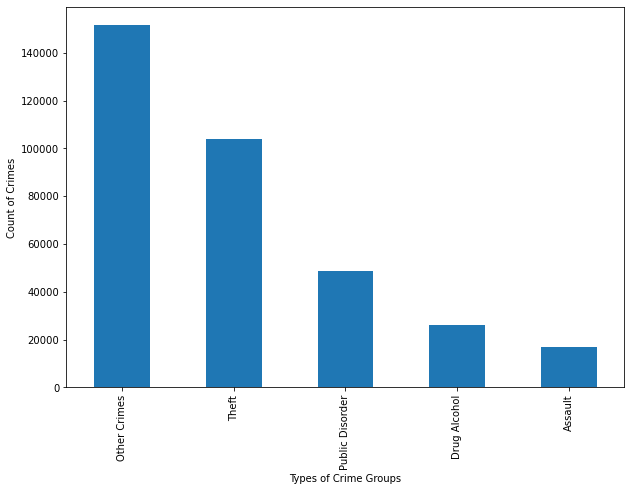 140000
120000
100000
80000
60000
40000
20000
0
Count of Crimes
Other Crimes
Theft
Public Disorder
Drug Alcohol
Assault
Types of Crime Groups